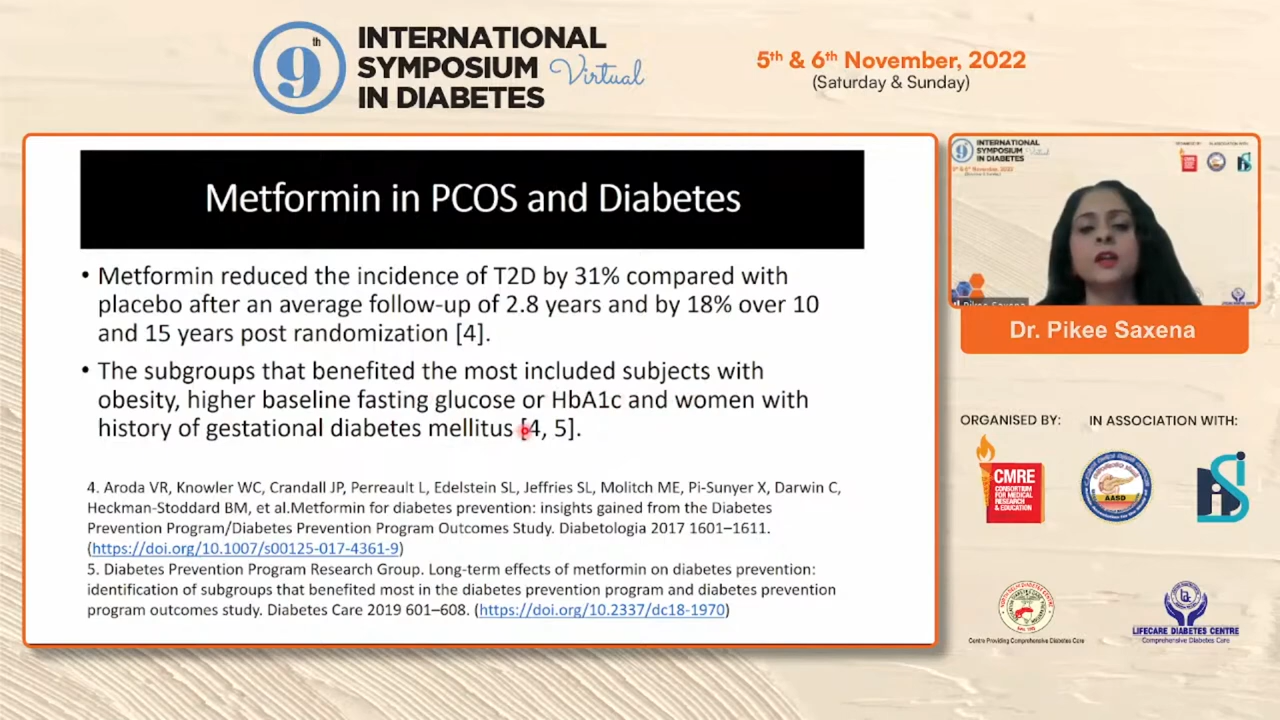 9th
INTERNATIONAL
SYMPOSIUM Virtual
IN DIABETES
5th & 6th November, 2022
(Saturday & Sunday)
Metformin in PCOS and Diabetes
• Metformin reduced the incidence of T2D by 31% compared with
placebo after an average follow-up of 2.8 years and by 18% over 10
and 15 years post randomization [4].
• The subgroups that benefited the most included subjects with
obesity, higher baseline fasting glucose or HbA1c and women with
history of gestational diabetes mellitus [4, 5].
4. Aroda VR, Knowler WC, Crandall JP, Perreault L, Edelstein SL, Jeffries SL, Molitch ME, Pi-Sunyer X, Darwin C,
Heckman-Stoddard BM, et al.Metformin for diabetes prevention: insights gained from the Diabetes
Prevention Program/Diabetes Prevention Program Outcomes Study. Diabetologia 2017 1601–1611.
(https://doi.org/10.1007/s00125-017-4361-9)
5. Diabetes Prevention Program Research Group. Long-term effects of metformin on diabetes prevention:
identification of subgroups that benefited most in the diabetes prevention program and diabetes prevention
program outcomes study. Diabetes Care 2019 601–608. (https://doi.org/10.2337/dc18-1970)
9th
INTERNATIONAL
SYMPOSIUM
IN DIABETES
Pikee Saxena
Dr. Pikee Saxena
ORGANISED BY:
IN ASSOCIATION WITH:
CMRE
CONSORTIUM
FOR MEDICAL
RESEARCH
& EDUCATION
AASD
Centre Providing Comprehensive Diabetes Care
LIFECARE DIABETES CENTRE
Comprehensive Diabetes Care